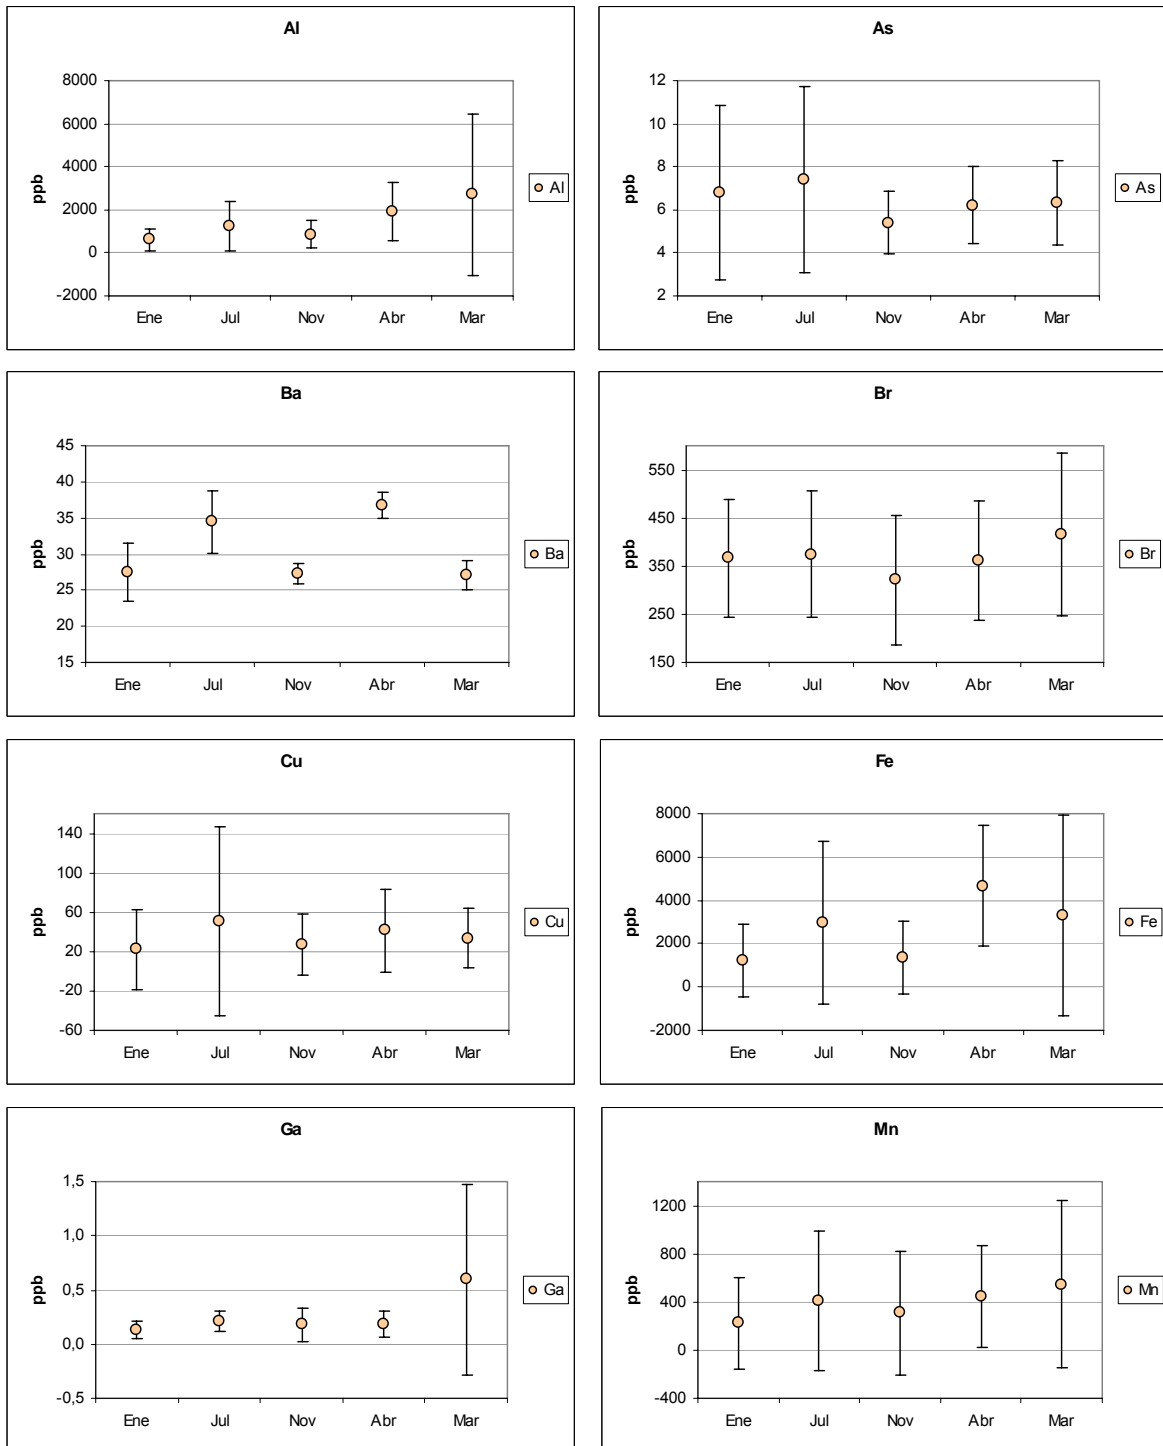 Al
8000
6000
4000
2000
0
-2000
ppb
Ene Jul Nov Abr Mar
Al
As
12
10
8
6
4
2
ppb
Ene Jul Nov Abr Mar
As
Ba
45
40
35
30
25
20
15
ppb
Ene Jul Nov Abr Mar
Ba
Br
550
450
350
250
150
ppb
Ene Jul Nov Abr Mar
Br
Cu
140
100
60
20
-20
-60
ppb
Ene Jul Nov Abr Mar
Cu
Fe
8000
6000
4000
2000
0
-2000
ppb
Ene Jul Nov Abr Mar
Fe
Ga
1,5
1,0
0,5
0,0
-0,5
ppb
Ene Jul Nov Abr Mar
Ga
Mn
1200
800
400
0
-400
ppb
Ene Jul Nov Abr Mar
Mn